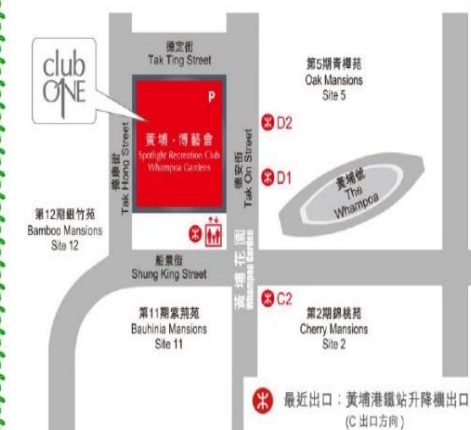 club
ONE
德定街
Tak Ting Street
第5期青樺苑
Oak Mansions
Site 5
P
黃埔·博藝會
Spotlight Recreation Club
Whampoa Gardens
德康街
Tak Hong Street
德安街
Tak On Street
D2
D1
黃埔號
The
Whampoa
第12期銀竹苑
Bamboo Mansions
Site 12
船景街
Shung King Street
黃埔花園
Whampoa Garden
C2
第11期紫荊苑
Bauhinia Mansions
Site 11
第2期錦桃苑
Cherry Mansions
Site 2
最近出口：黃埔港鐵站升降機出口
(C 出口方向)